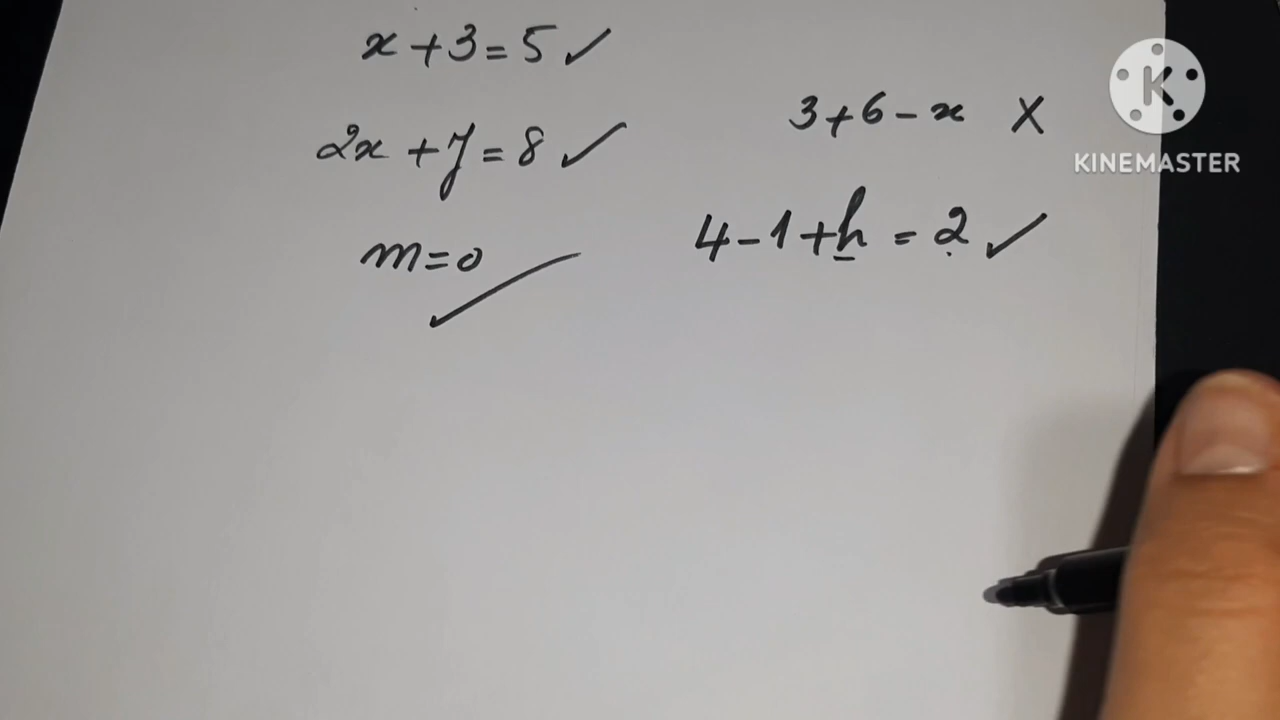 x + 3 = 5 ✓
2x + 7 = 8 ✓
m = 0 ✓
3 + 6 - x X
4 - 1 + h = 2 ✓
K
KINEMASTER